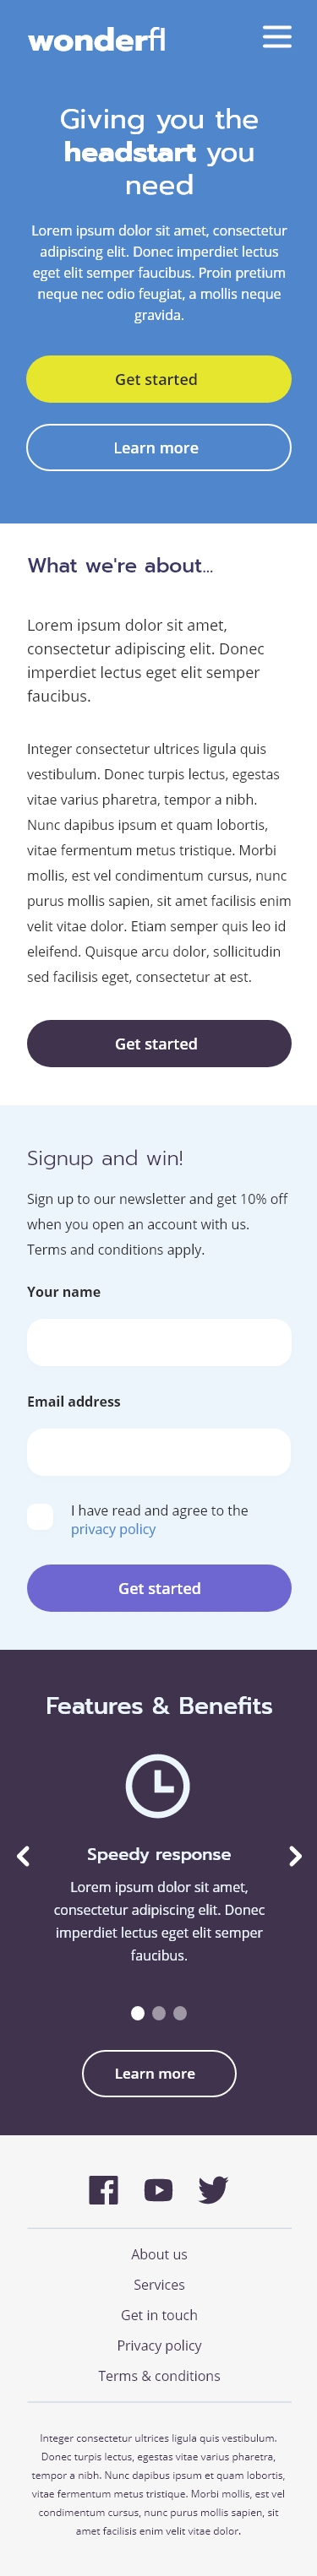 wonderfl
Giving you the
headstart you
need
Lorem ipsum dolor sit amet, consectetur
adipiscing elit. Donec imperdiet lectus
eget elit semper faucibus. Proin pretium
neque nec odio feugiat, a mollis neque
gravida.
Get started
Learn more
What we're about...
Lorem ipsum dolor sit amet,
consectetur adipiscing elit. Donec
imperdiet lectus eget elit semper
faucibus.
Integer consectetur ultrices ligula quis
vestibulum. Donec turpis lectus, egestas
vitae varius pharetra, tempor a nibh.
Nunc dapibus ipsum et quam lobortis,
vitae fermentum metus tristique. Morbi
mollis, est vel condimentum cursus, nunc
purus mollis sapien, sit amet facilisis enim
velit vitae dolor. Etiam semper quis leo id
eleifend. Quisque arcu dolor, sollicitudin
sed facilisis eget, consectetur at est.
Get started
Signup and win!
Sign up to our newsletter and get 10% off
when you open an account with us.
Terms and conditions apply.
Your name
Email address
I have read and agree to the
privacy policy
Get started
Features & Benefits
Speedy response
Lorem ipsum dolor sit amet,
consectetur adipiscing elit. Donec
imperdiet lectus eget elit semper
faucibus.
Learn more
About us
Services
Get in touch
Privacy policy
Terms & conditions
Integer consectetur ultrices ligula quis vestibulum.
Donec turpis lectus, egestas vitae varius pharetra,
tempor a nibh. Nunc dapibus ipsum et quam lobortis,
vitae fermentum metus tristique. Morbi mollis, est vel
condimentum cursus, nunc purus mollis sapien, sit
amet facilisis enim velit vitae dolor.